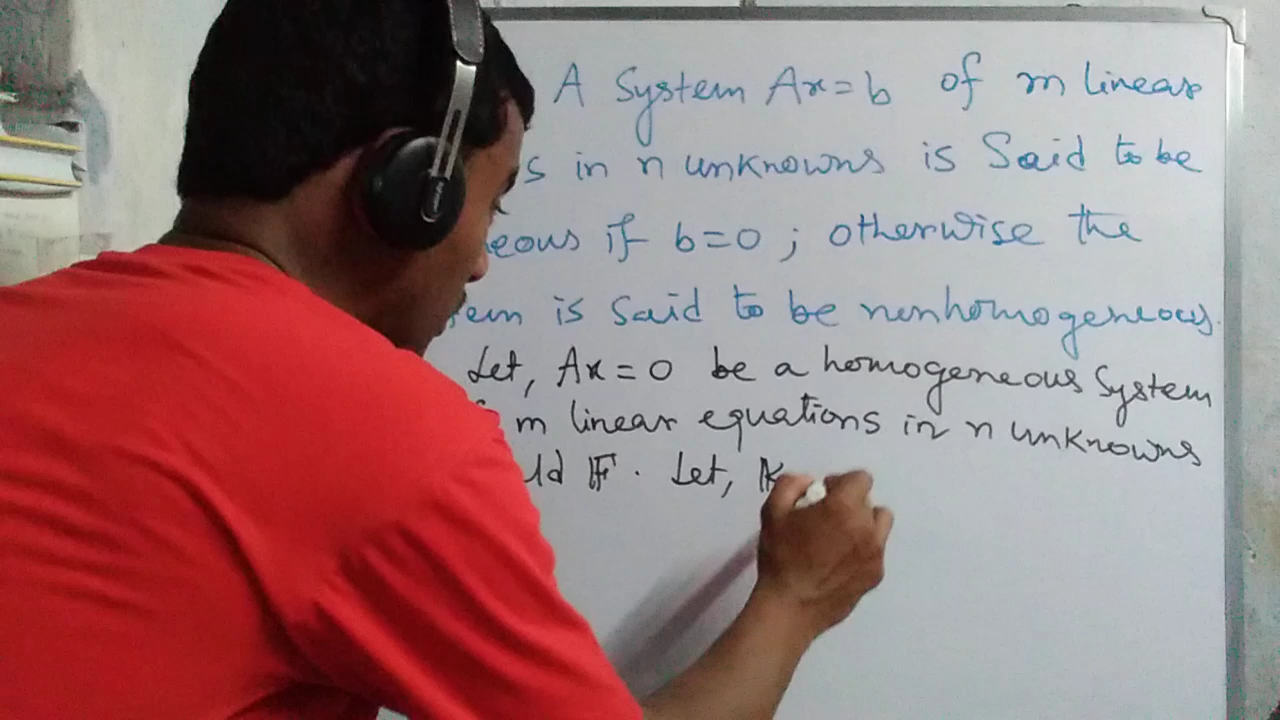 A System Ax=b of m linear
s in n unknowns is Said to be
eous if b=0 ; otherwise the
em is said to be nonhomogeneous.
Let, Ax=0 be a homogeneous System
m linear equations in n unknowns
ld 𝔽. Let, K